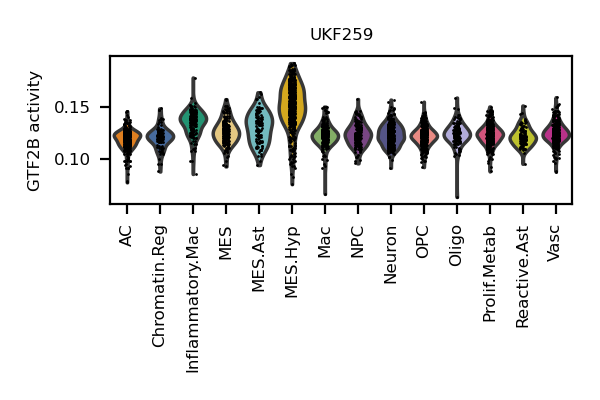 UKF259
GTF2B activity
0.15
0.10
AC
Chromatin.Reg
Inflammatory.Mac
MES
MES.Ast
MES.Hyp
Mac
NPC
Neuron
OPC
Oligo
Prolif.Metab
Reactive.Ast
Vasc